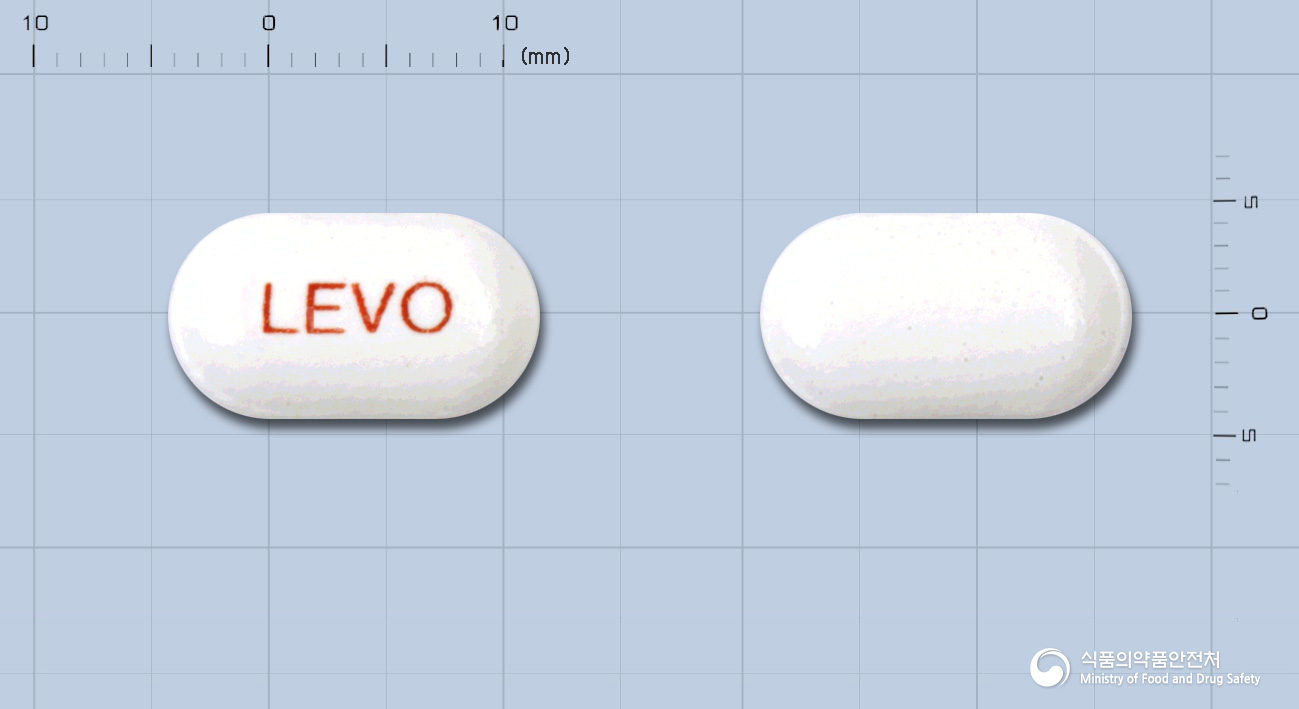 10 0 10
(mm)
LEVO
5
0
5
식품의약품안전처
Ministry of Food and Drug Safety